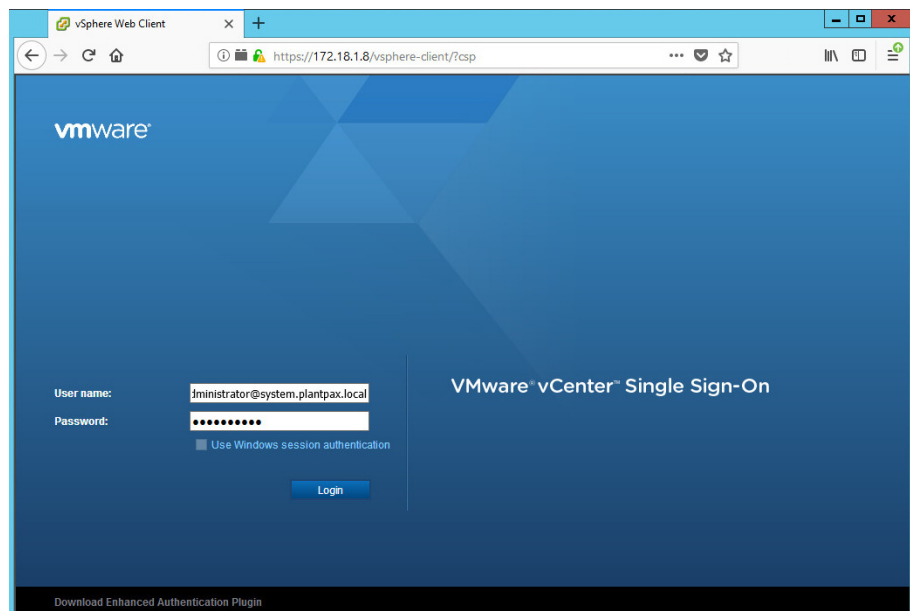 vSphere Web Client
https://172.18.1.8/vsphere-client/?csp
vmware®
User name:
dministrator@system.plantpax.local
Password:
Use Windows session authentication
Login
VMware® vCenter™ Single Sign-On
Download Enhanced Authentication Plugin